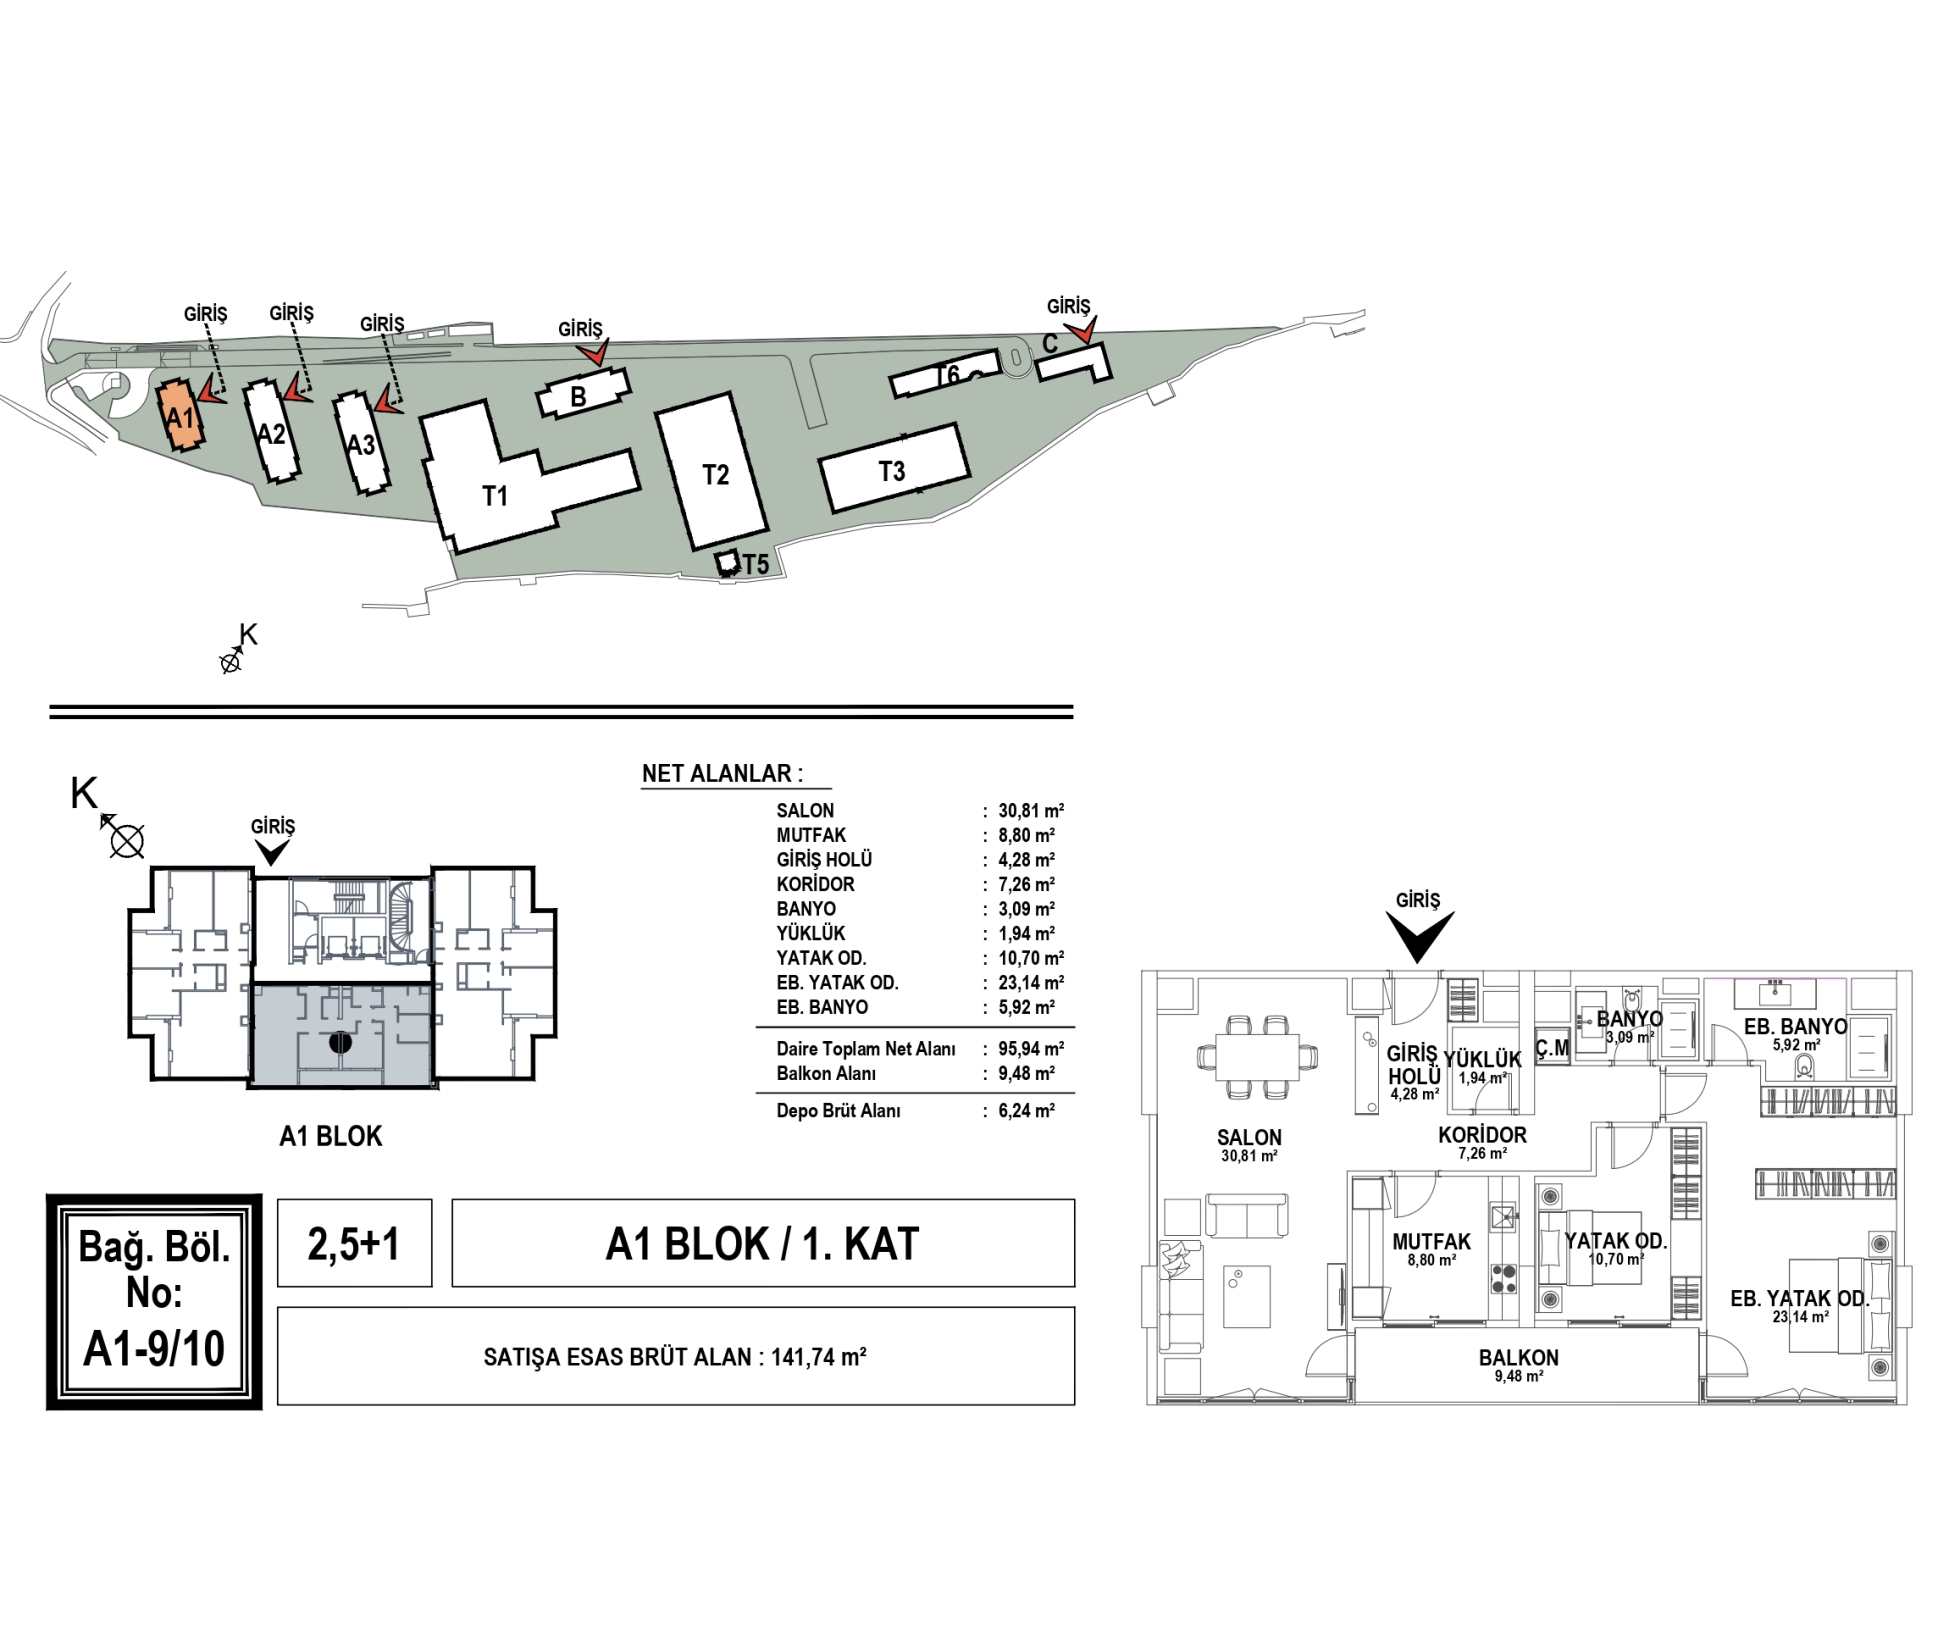 GİRİŞ
GİRİŞ
GİRİŞ
GİRİŞ
GİRİŞ
A1
A2
A3
B
T1
T2
T3
T5
T6
C
K
K
GİRİŞ
A1 BLOK
NET ALANLAR :
SALON : 30,81 m²
MUTFAK : 8,80 m²
GİRİŞ HOLÜ : 4,28 m²
KORİDOR : 7,26 m²
BANYO : 3,09 m²
YÜKLÜK : 1,94 m²
YATAK OD. : 10,70 m²
EB. YATAK OD. : 23,14 m²
EB. BANYO : 5,92 m²
Daire Toplam Net Alanı : 95,94 m²
Balkon Alanı : 9,48 m²
Depo Brüt Alanı : 6,24 m²
Bağ. Böl.
No:
A1-9/10
2,5+1
A1 BLOK / 1. KAT
SATIŞA ESAS BRÜT ALAN : 141,74 m²
GİRİŞ
SALON
30,81 m²
GİRİŞ
HOLÜ
4,28 m²
YÜKLÜK
1,94 m²
Ç.M
BANYO
3,09 m²
EB. BANYO
5,92 m²
KORİDOR
7,26 m²
MUTFAK
8,80 m²
YATAK OD.
10,70 m²
EB. YATAK OD.
23,14 m²
BALKON
9,48 m²